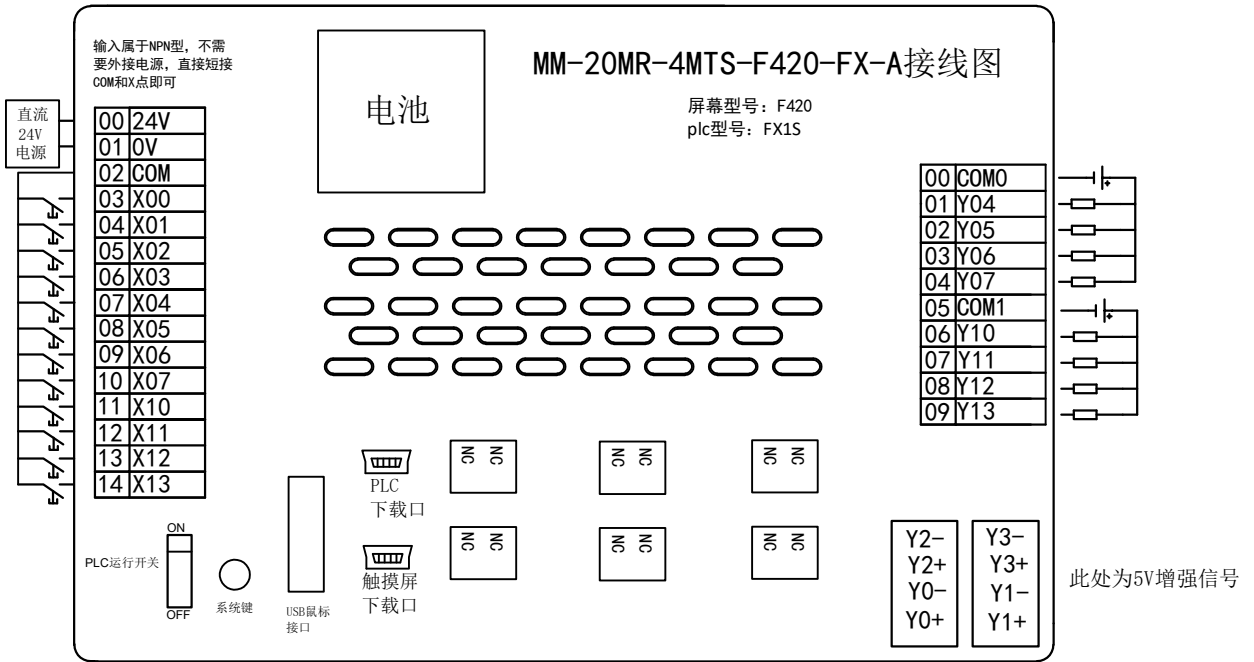 输入属于NPN型，不需
要外接电源，直接短接
COM和X点即可
MM-20MR-4MTS-F420-FX-A接线图
屏幕型号：F420
plc型号：FX1S
电池
直流
24V
电源
00 24V
01 0V
02 COM
03 X00
04 X01
05 X02
06 X03
07 X04
08 X05
09 X06
10 X07
11 X10
12 X11
13 X12
14 X13
00 COM0
01 Y04
02 Y05
03 Y06
04 Y07
05 COM1
06 Y10
07 Y11
08 Y12
09 Y13
NC NC
NC NC
NC NC
PLC
下载口
NC NC
NC NC
NC NC
触摸屏
下载口
ON
PLC运行开关
OFF
系统键
USB鼠标
接口
Y2- Y3-
Y2+ Y3+
Y0- Y1-
Y0+ Y1+
此处为5V增强信号